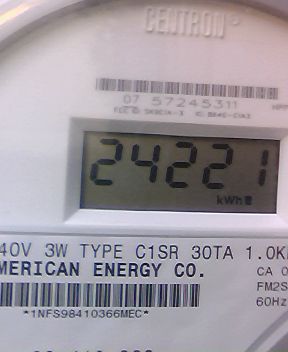 CENTRON
07 57245311
24221
kWh
40V 3W TYPE C1SR 30TA 1.0K
MERICAN ENERGY CO.
CA 0
FM2S
60Hz
*1NFS98410366MEC*